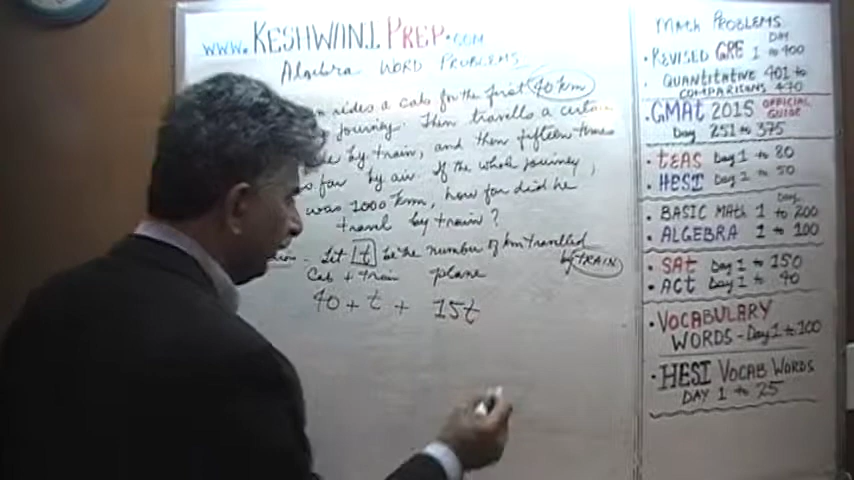 www.KESHWANI PREP.com
Algebra WORD PROBLEMS
rides a cab for the first 40 km
journey. Then travells a certain
by train, and then fifteen times
far by air. If the whole journey,
was 1000 km, how far did he
travel by train?
Let t be the number of km travelled
by TRAIN
Cab + train plane
40 + t + 15t
MATH PROBLEMS
DAY
• REVISED GRE 1 to 400
• QUANTITATIVE 401 to
COMPARISONS 470
• GMAT 2015 OFFICIAL
GUIDE
Day 251 to 375
• TEAS Day 1 to 80
• HESI Day 1 to 50
Day
• BASIC MATH 1 to 200
• ALGEBRA 1 to 100
• SAT Day 1 to 150
• ACT Day 1 to 40
• VOCABULARY
WORDS - Day 1 to 100
• HESI VOCAB WORDS
DAY 1 to 25